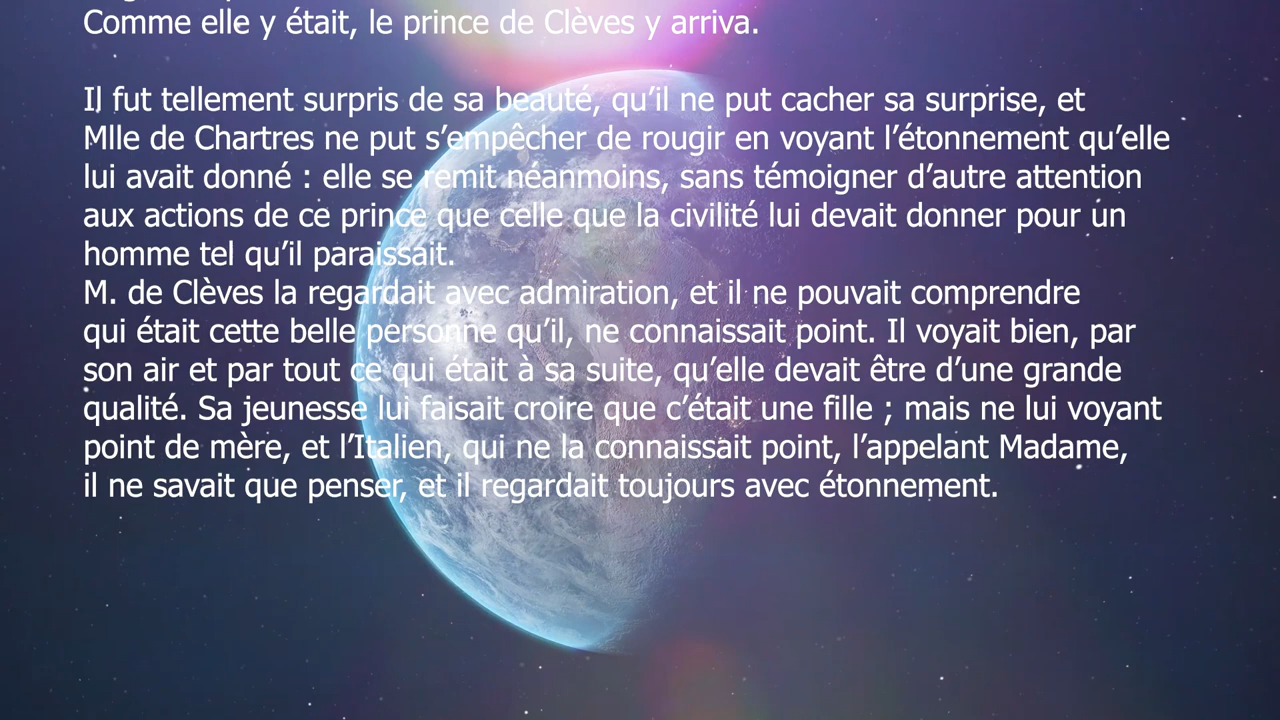 Comme elle y était, le prince de Clèves y arriva.
Il fut tellement surpris de sa beauté, qu’il ne put cacher sa surprise, et
Mlle de Chartres ne put s’empêcher de rougir en voyant l’étonnement qu’elle
lui avait donné : elle se remit néanmoins, sans témoigner d’autre attention
aux actions de ce prince que celle que la civilité lui devait donner pour un
homme tel qu’il paraissait.
M. de Clèves la regardait avec admiration, et il ne pouvait comprendre
qui était cette belle personne qu’il, ne connaissait point. Il voyait bien, par
son air et par tout ce qui était à sa suite, qu’elle devait être d’une grande
qualité. Sa jeunesse lui faisait croire que c’était une fille ; mais ne lui voyant
point de mère, et l’Italien, qui ne la connaissait point, l’appelant Madame,
il ne savait que penser, et il regardait toujours avec étonnement.